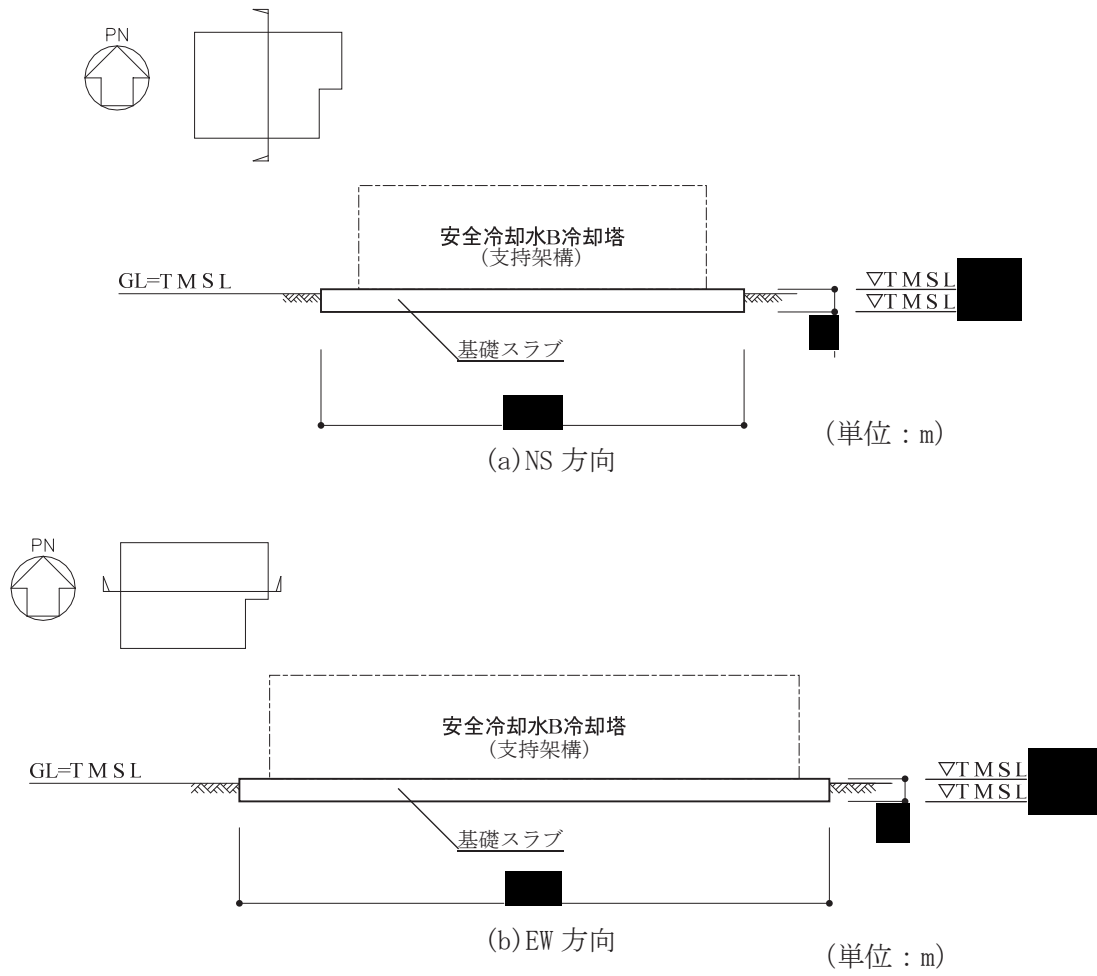 PN
安全冷却水B冷却塔
(支持架構)
GL=TMSL
▽TMSL
▽TMSL
基礎スラブ
(単位:m)
(a)NS 方向
PN
安全冷却水B冷却塔
(支持架構)
GL=TMSL
▽TMSL
▽TMSL
基礎スラブ
(b)EW 方向
(単位:m)